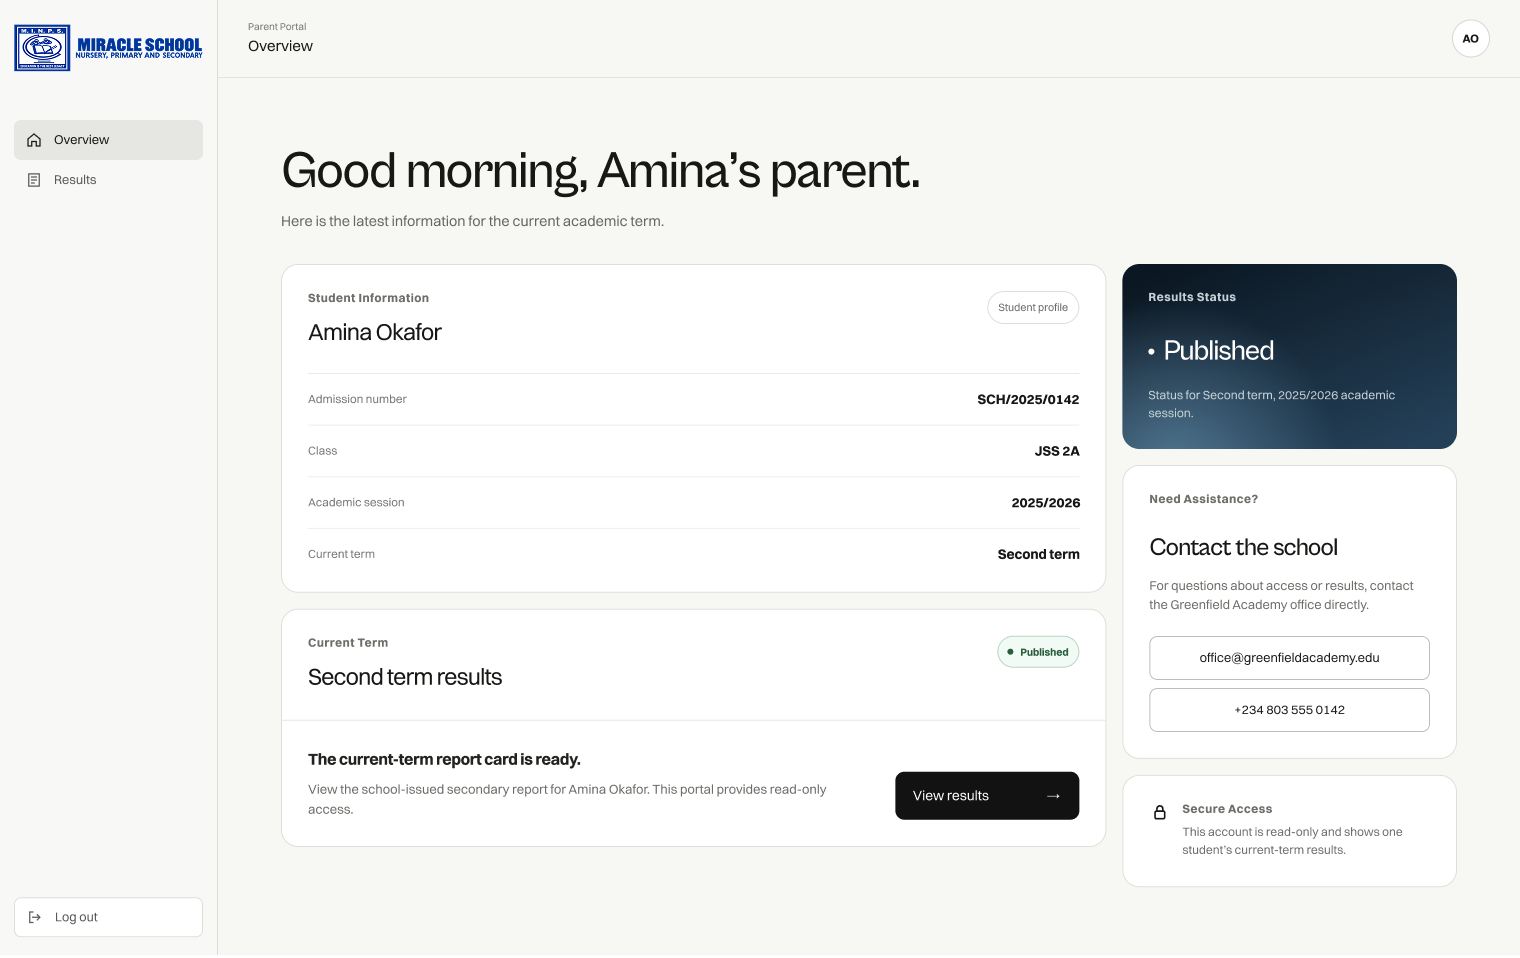 M.I.N.P.S.
MIRACLE SCHOOL
NURSERY, PRIMARY AND SECONDARY
Overview
Results
Log out
Parent Portal
Overview
AO
Good morning, Amina’s parent.
Here is the latest information for the current academic term.
Student Information
Student profile
Amina Okafor
Admission number
SCH/2025/0142
Class
JSS 2A
Academic session
2025/2026
Current term
Second term
Current Term
Published
Second term results
The current-term report card is ready.
View the school-issued secondary report for Amina Okafor. This portal provides read-only
access.
View results →
Results Status
• Published
Status for Second term, 2025/2026 academic
session.
Need Assistance?
Contact the school
For questions about access or results, contact
the Greenfield Academy office directly.
office@greenfieldacademy.edu
+234 803 555 0142
Secure Access
This account is read-only and shows one
student’s current-term results.